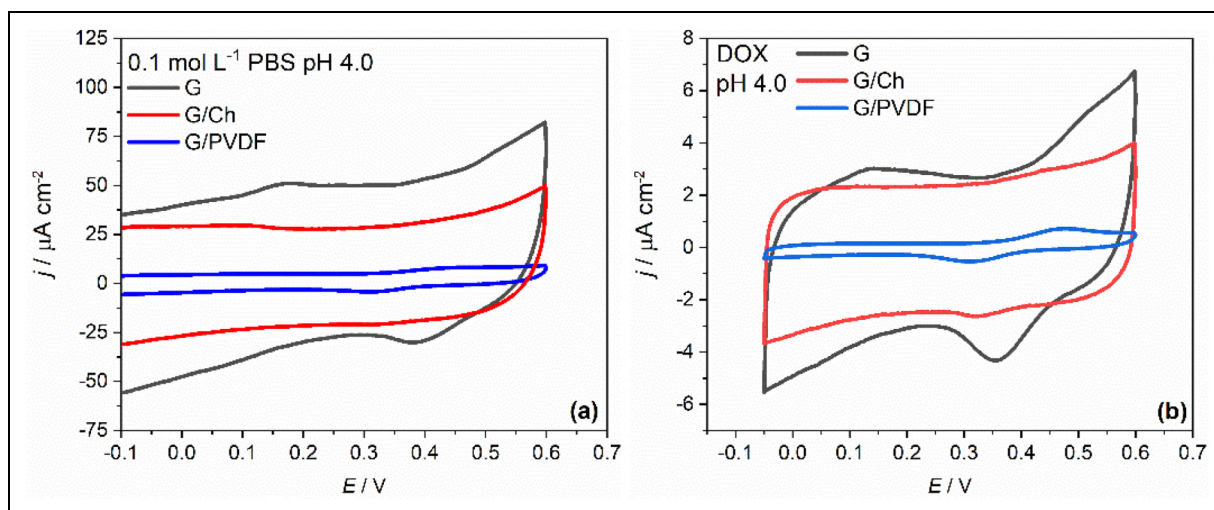 125
100
75
50
25
0
-25
-50
-75
j / μA cm⁻²
0.1 mol L⁻¹ PBS pH 4.0
G
G/Ch
G/PVDF
(a)
-0.1 0.0 0.1 0.2 0.3 0.4 0.5 0.6 0.7
E / V
8
6
4
2
0
-2
-4
-6
j / μA cm⁻²
DOX
pH 4.0
G
G/Ch
G/PVDF
(b)
-0.1 0.0 0.1 0.2 0.3 0.4 0.5 0.6 0.7
E / V